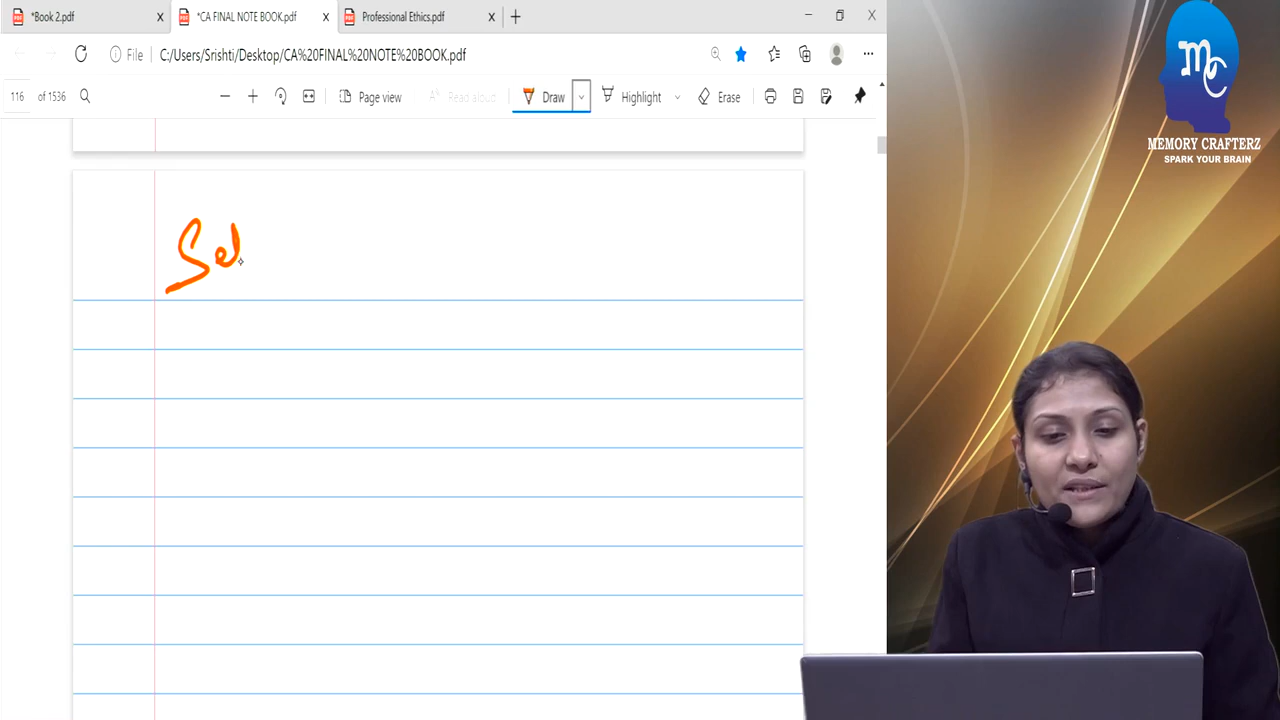 *Book 2.pdf
*CA FINAL NOTE BOOK.pdf
Professional Ethics.pdf
File C:/Users/Srishti/Desktop/CA%20FINAL%20NOTE%20BOOK.pdf
116 of 1536
Page view
Read aloud
Draw
Highlight
Erase
MC
MEMORY CRAFTERZ
SPARK YOUR BRAIN